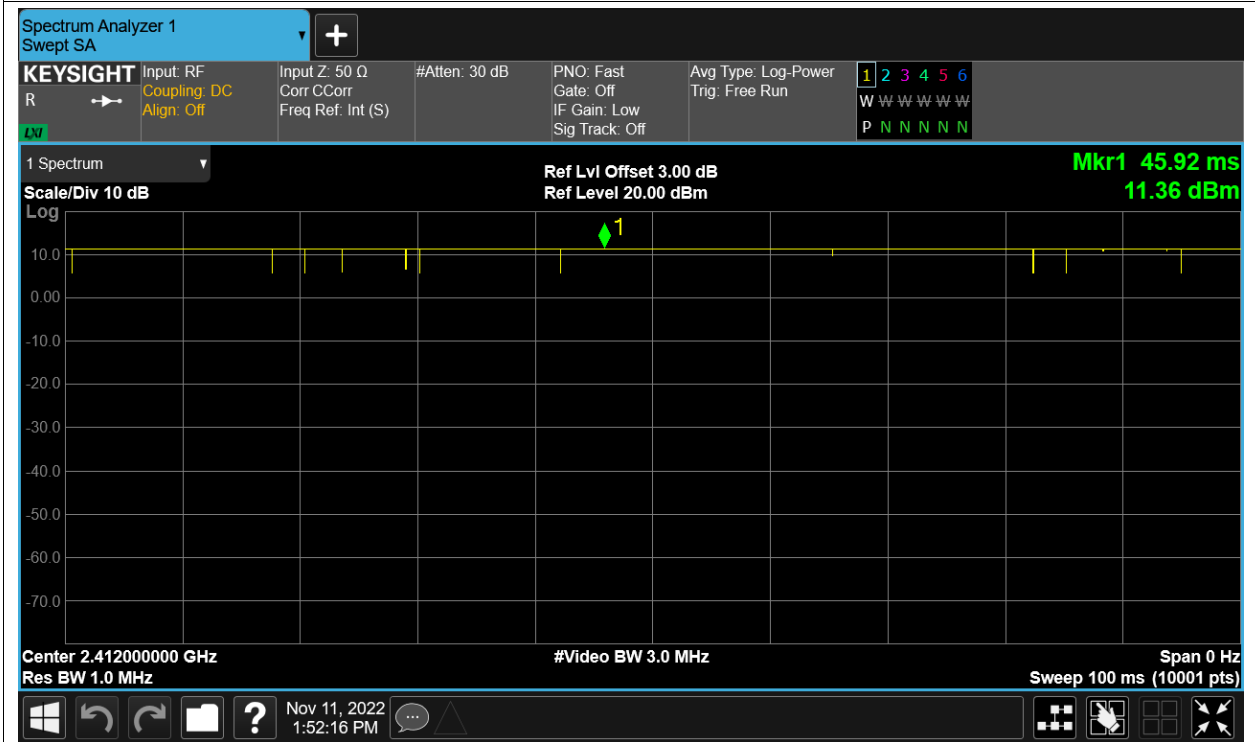 Spectrum Analyzer 1
Swept SA
+
KEYSIGHT
R
LXI
Input: RF
Coupling: DC
Align: Off
Input Z: 50 Ω
Corr CCorr
Freq Ref: Int (S)
#Atten: 30 dB
PNO: Fast
Gate: Off
IF Gain: Low
Sig Track: Off
Avg Type: Log-Power
Trig: Free Run
1 2 3 4 5 6
W W W W W W
P N N N N N
1 Spectrum
Scale/Div 10 dB
Ref Lvl Offset 3.00 dB
Ref Level 20.00 dBm
Mkr1 45.92 ms
11.36 dBm
Log
1
10.0
0.00
-10.0
-20.0
-30.0
-40.0
-50.0
-60.0
-70.0
Center 2.412000000 GHz
Res BW 1.0 MHz
#Video BW 3.0 MHz
Span 0 Hz
Sweep 100 ms (10001 pts)
?
Nov 11, 2022
1:52:16 PM